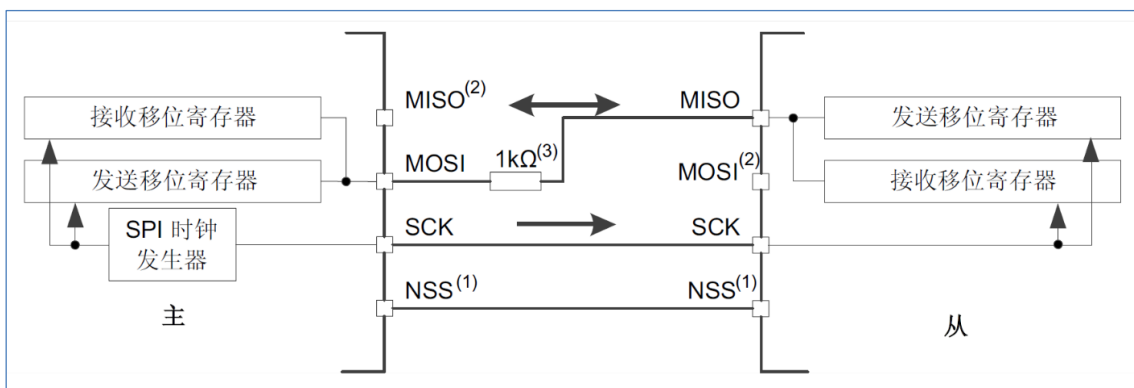 MISO(2)
MISO
接收移位寄存器
发送移位寄存器
MOSI
1kΩ(3)
MOSI(2)
发送移位寄存器
接收移位寄存器
SPI 时钟
发生器
SCK
SCK
NSS(1)
NSS(1)
主
从